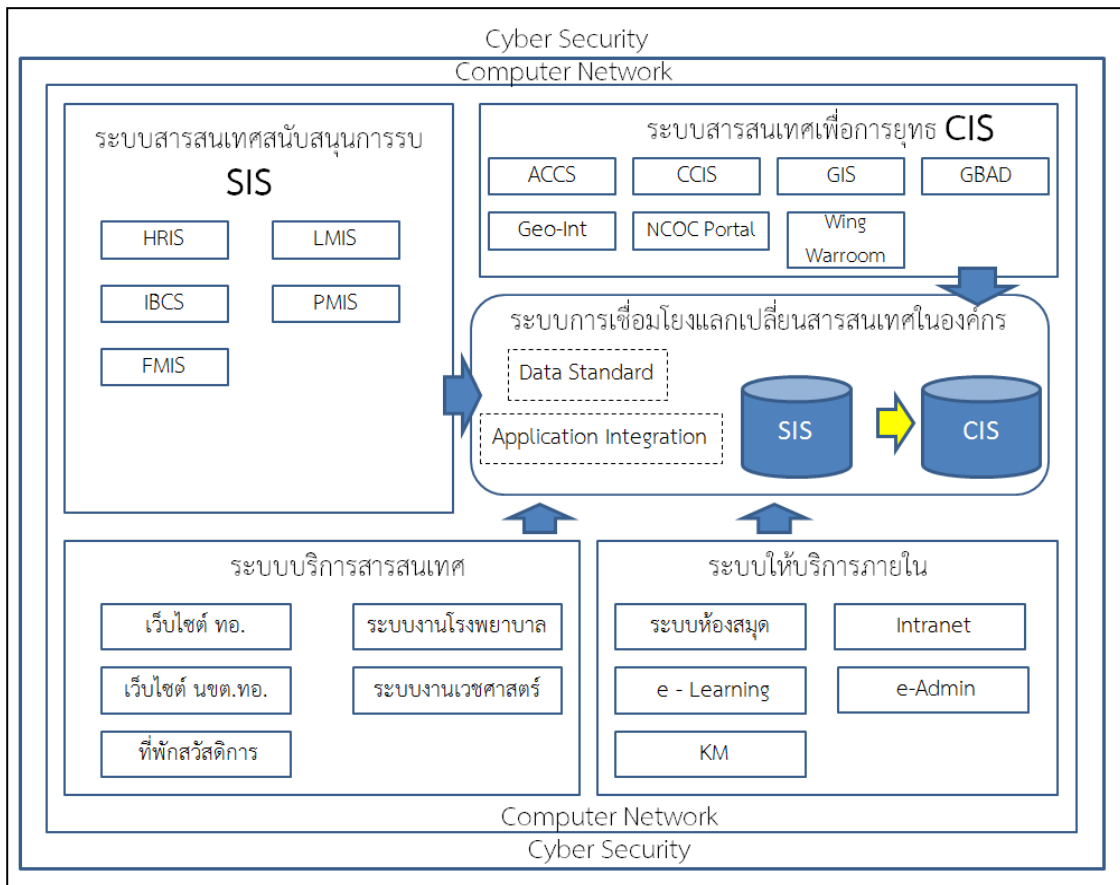 Cyber Security
Computer Network
ระบบสารสนเทศสนับสนุนการรบ
SIS
HRIS
LMIS
IBCS
PMIS
FMIS
ระบบสารสนเทศเพื่อการยุทธ CIS
ACCS
CCIS
GIS
GBAD
Geo-Int
NCOC Portal
Wing
Warroom
ระบบการเชื่อมโยงแลกเปลี่ยนสารสนเทศในองค์กร
Data Standard
Application Integration
SIS
CIS
ระบบบริการสารสนเทศ
เว็บไซต์ ทอ.
ระบบงานโรงพยาบาล
เว็บไซต์ นขต.ทอ.
ระบบงานเวชศาสตร์
ที่พักสวัสดิการ
ระบบให้บริการภายใน
ระบบห้องสมุด
Intranet
e - Learning
e-Admin
KM
Computer Network
Cyber Security